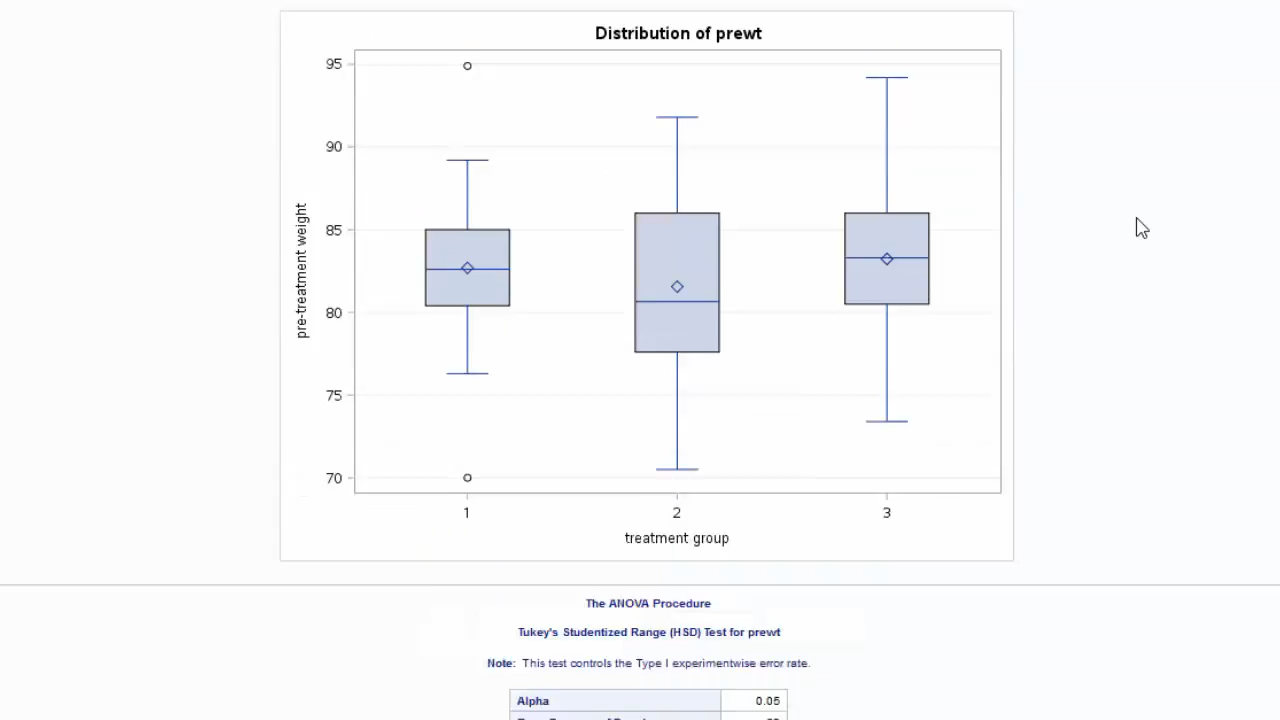 Distribution of prewt
95
90
85
80
75
70
pre-treatment weight
1 2 3
treatment group
The ANOVA Procedure
Tukey's Studentized Range (HSD) Test for prewt
Note: This test controls the Type I experimentwise error rate.
Alpha 0.05